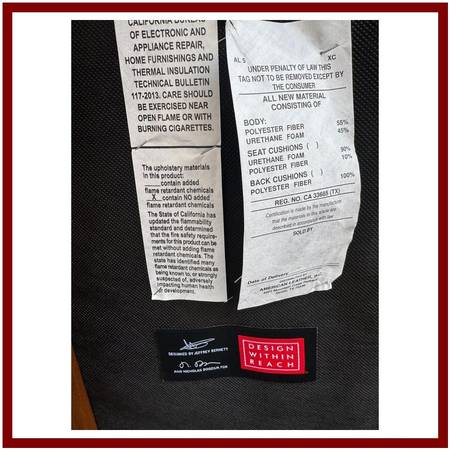 CALIFORNIA BUREAU
OF ELECTRONIC AND
APPLIANCE REPAIR,
HOME FURNISHINGS AND
THERMAL INSULATION
TECHNICAL BULLETIN
117-2013. CARE SHOULD
BE EXERCISED NEAR
OPEN FLAME OR WITH
BURNING CIGARETTES.
The upholstery materials
in this product:
contain added
flame retardant chemicals
X contain NO added
flame retardant chemicals
The State of California has
updated the flammability
standard and determined
that the fire safety require-
ments for this product can be
met without adding flame
retardant chemicals. The
state has identified many
flame retardant chemicals as
being known to, or strongly
suspected of, adversely
impacting human health
or development.
XC
UNDER PENALTY OF LAW THIS
TAG NOT TO BE REMOVED EXCEPT BY
THE CONSUMER
ALL NEW MATERIAL
CONSISTING OF
BODY:
POLYESTER FIBER 55%
URETHANE FOAM 45%
SEAT CUSHIONS ( )
POLYESTER FIBER 90%
URETHANE FOAM 10%
BACK CUSHIONS ( )
POLYESTER FIBER 100%
REG. NO. CA 33685 (TX)
Certification is made by the manufacturer
that the materials in this article are
described in accordance with law.
SOLD BY
Date of Delivery
AMERICAN LEATHER,
DESIGNED BY JEFFREY BERNETT
AND NICHOLAS DODZIUK FOR
DESIGN
WITHIN
REACH